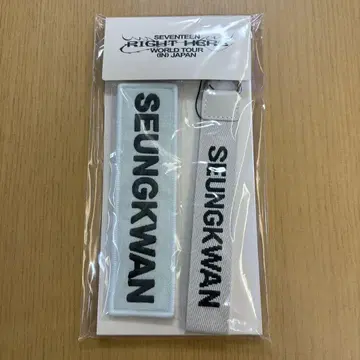 SEVENTEEN
RIGHT HERE
WORLD TOUR
⟨IN⟩ JAPAN
SEUNGKWAN
SEUNGKWAN